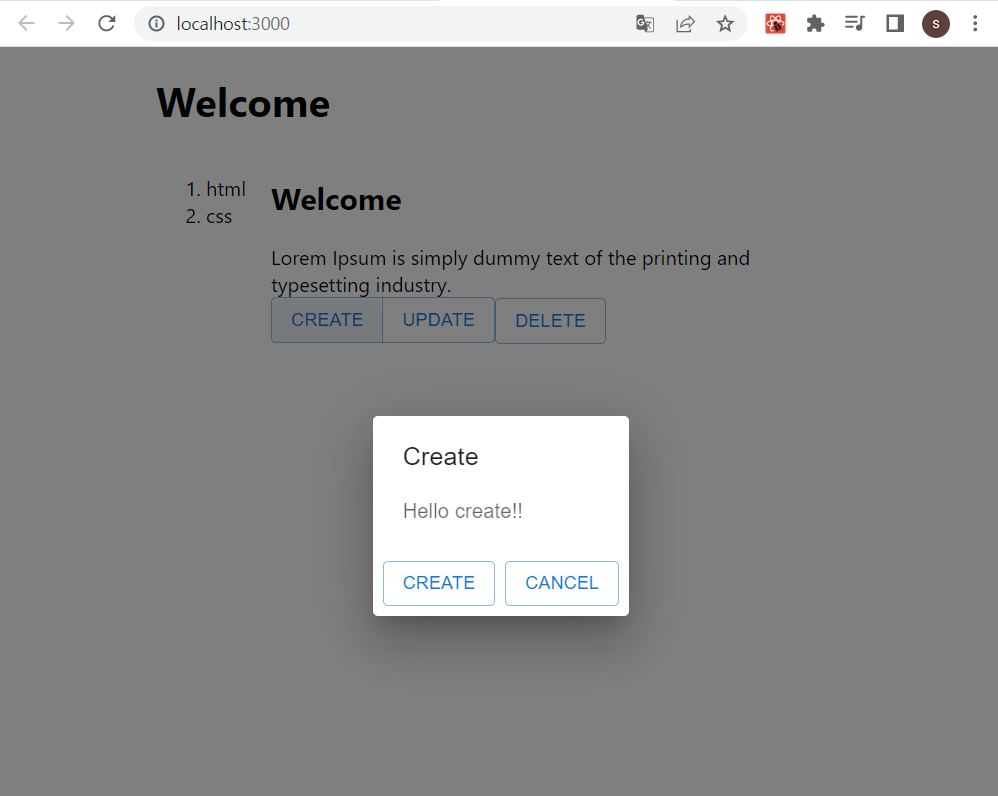 localhost:3000
S
Welcome
1. html
2. css
Welcome
Lorem Ipsum is simply dummy text of the printing and
typesetting industry.
CREATE UPDATE DELETE
Create
Hello create!!
CREATE CANCEL